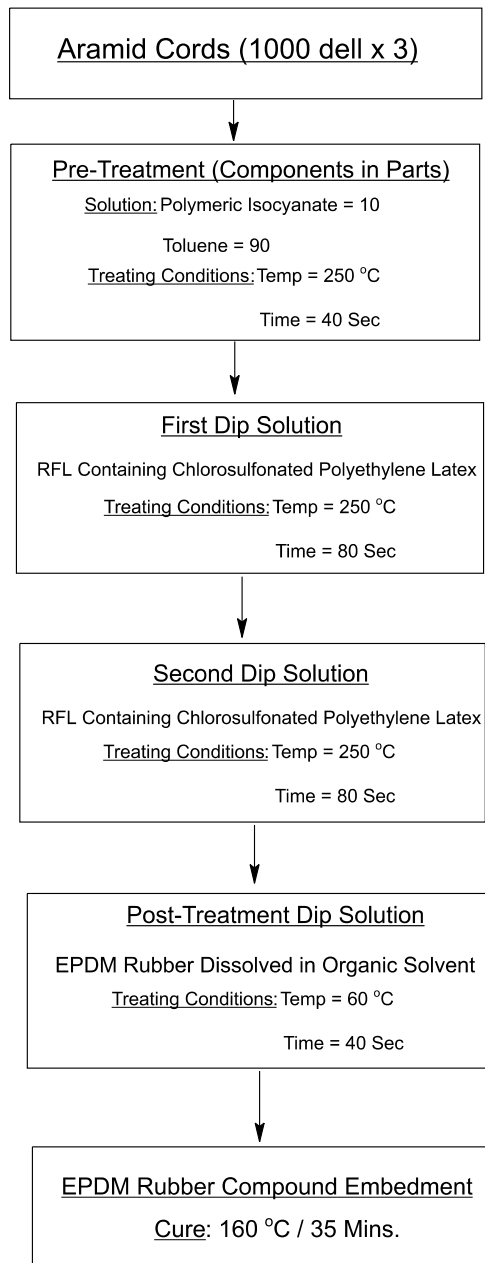 Aramid Cords (1000 dell x 3)
Pre-Treatment (Components in Parts)
Solution: Polymeric Isocyanate = 10
Toluene = 90
Treating Conditions: Temp = 250 °C
Time = 40 Sec
First Dip Solution
RFL Containing Chlorosulfonated Polyethylene Latex
Treating Conditions: Temp = 250 °C
Time = 80 Sec
Second Dip Solution
RFL Containing Chlorosulfonated Polyethylene Latex
Treating Conditions: Temp = 250 °C
Time = 80 Sec
Post-Treatment Dip Solution
EPDM Rubber Dissolved in Organic Solvent
Treating Conditions: Temp = 60 °C
Time = 40 Sec
EPDM Rubber Compound Embedment
Cure: 160 °C / 35 Mins.